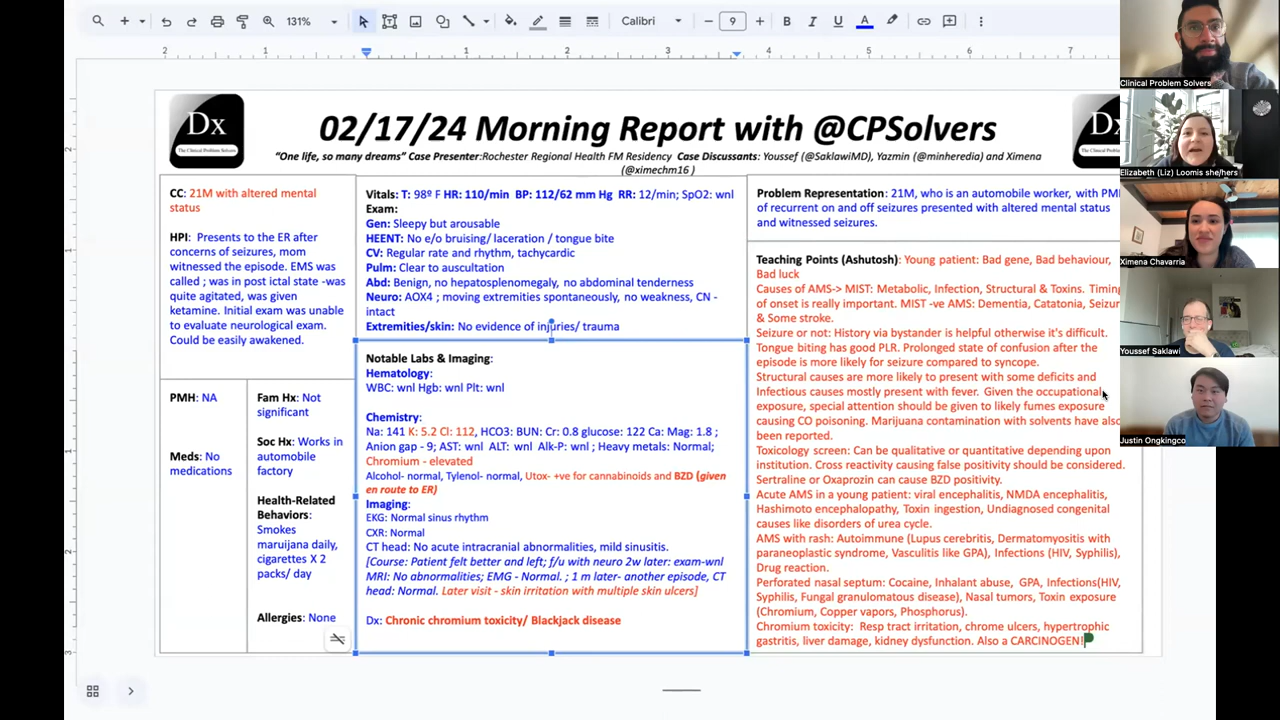 131%
Calibri
9
B I U A
2 1 1 2 3 4 5 6 7
2
1
1
2
3
Dx
The Clinical Problem Solvers
02/17/24 Morning Report with @CPSolvers
“One life, so many dreams” Case Presenter:Rochester Regional Health FM Residency Case Discussants: Youssef (@SaklawiMD), Yazmin (@minheredia) and Ximena
(@ximechm16 )
CC: 21M with altered mental
status
HPI: Presents to the ER after
concerns of seizures, mom
witnessed the episode. EMS was
called ; was in post ictal state -was
quite agitated, was given
ketamine. Initial exam was unable
to evaluate neurological exam.
Could be easily awakened.
PMH: NA
Meds: No
medications
Fam Hx: Not
significant
Soc Hx: Works in
automobile
factory
Health-Related
Behaviors:
Smokes
maruijana daily,
cigarettes X 2
packs/ day
Allergies: None
Vitals: T: 98º F HR: 110/min BP: 112/62 mm Hg RR: 12/min; SpO2: wnl
Exam:
Gen: Sleepy but arousable
HEENT: No e/o bruising/ laceration / tongue bite
CV: Regular rate and rhythm, tachycardic
Pulm: Clear to auscultation
Abd: Benign, no hepatosplenomegaly, no abdominal tenderness
Neuro: AOX4 ; moving extremities spontaneously, no weakness, CN -
intact
Extremities/skin: No evidence of injuries/ trauma
Notable Labs & Imaging:
Hematology:
WBC: wnl Hgb: wnl Plt: wnl
Chemistry:
Na: 141 K: 5.2 Cl: 112, HCO3: BUN: Cr: 0.8 glucose: 122 Ca: Mag: 1.8 ;
Anion gap - 9; AST: wnl ALT: wnl Alk-P: wnl ; Heavy metals: Normal;
Chromium - elevated
Alcohol- normal, Tylenol- normal, Utox- +ve for cannabinoids and BZD (given
en route to ER)
Imaging:
EKG: Normal sinus rhythm
CXR: Normal
CT head: No acute intracranial abnormalities, mild sinusitis.
[Course: Patient felt better and left; f/u with neuro 2w later: exam-wnl
MRI: No abnormalities; EMG - Normal. ; 1 m later- another episode, CT
head: Normal. Later visit - skin irritation with multiple skin ulcers]
Dx: Chronic chromium toxicity/ Blackjack disease
Problem Representation: 21M, who is an automobile worker, with PM
of recurrent on and off seizures presented with altered mental status
and witnessed seizures.
Teaching Points (Ashutosh): Young patient: Bad gene, Bad behaviour,
Bad luck
Causes of AMS-> MIST: Metabolic, Infection, Structural & Toxins. Timing
of onset is really important. MIST -ve AMS: Dementia, Catatonia, Seizur
& Some stroke.
Seizure or not: History via bystander is helpful otherwise it's difficult.
Tongue biting has good PLR. Prolonged state of confusion after the
episode is more likely for seizure compared to syncope.
Structural causes are more likely to present with some deficits and
Infectious causes mostly present with fever. Given the occupational
exposure, special attention should be given to likely fumes exposure
causing CO poisoning. Marijuana contamination with solvents have also
been reported.
Toxicology screen: Can be qualitative or quantitative depending upon
institution. Cross reactivity causing false positivity should be considered.
Sertraline or Oxaprozin can cause BZD positivity.
Acute AMS in a young patient: viral encephalitis, NMDA encephalitis,
Hashimoto encephalopathy, Toxin ingestion, Undiagnosed congenital
causes like disorders of urea cycle.
AMS with rash: Autoimmune (Lupus cerebritis, Dermatomyositis with
paraneoplastic syndrome, Vasculitis like GPA), Infections (HIV, Syphilis),
Drug reaction.
Perforated nasal septum: Cocaine, Inhalant abuse, GPA, Infections(HIV,
Syphilis, Fungal granulomatous disease), Nasal tumors, Toxin exposure
(Chromium, Copper vapors, Phosphorus).
Chromium toxicity: Resp tract irritation, chrome ulcers, hypertrophic
gastritis, liver damage, kidney dysfunction. Also a CARCINOGEN!
Clinical Problem Solvers
Elizabeth (Liz) Loomis she/hers
Ximena Chavarria
Youssef Saklawi
Justin Ongkingco